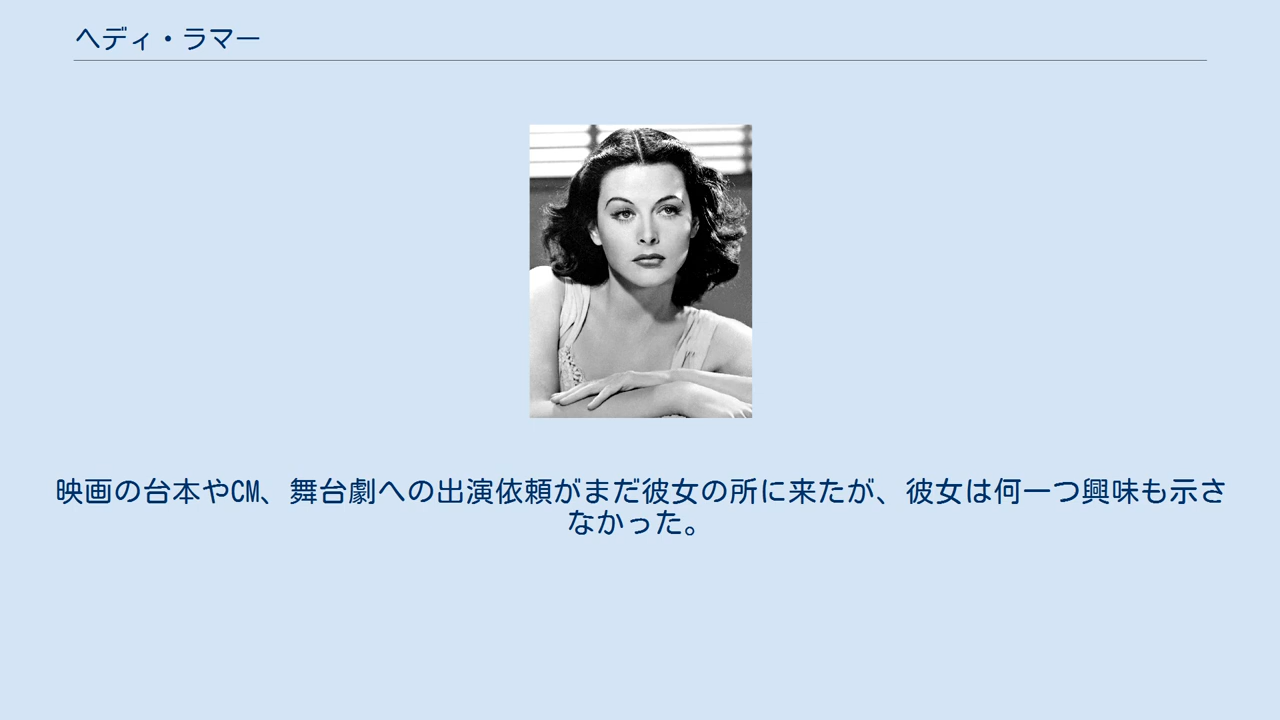 ヘディ・ラマー
映画の台本やCM、舞台劇への出演依頼がまだ彼女の所に来たが、彼女は何一つ興味も示さ
なかった。